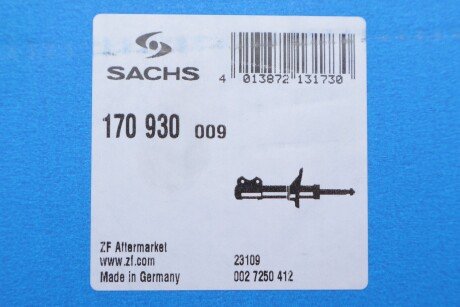 SACHS
4 013872 131730
170 930 009
ZF Aftermarket
www.zf.com
Made in Germany
23109
002 7250 412